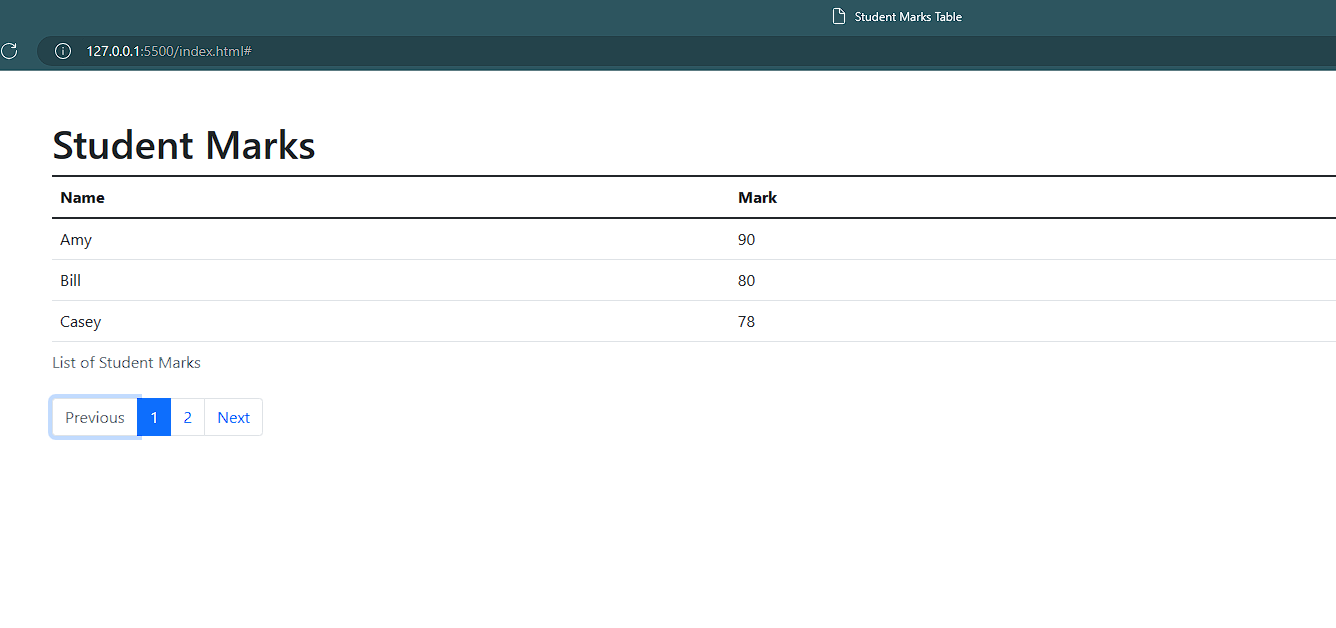 Student Marks Table
127.0.0.1:5500/index.html#
Student Marks
Name Mark
Amy 90
Bill 80
Casey 78
List of Student Marks
Previous 1 2 Next